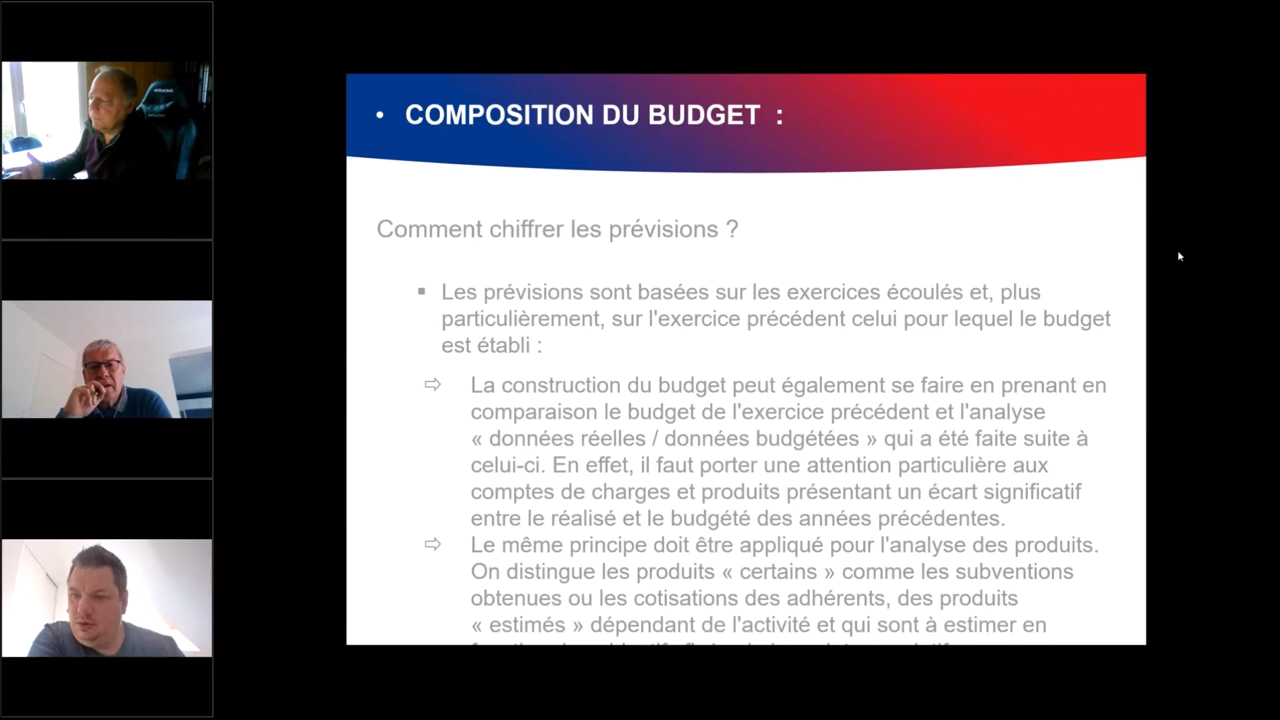 • COMPOSITION DU BUDGET :
Comment chiffrer les prévisions ?
▪ Les prévisions sont basées sur les exercices écoulés et, plus
particulièrement, sur l'exercice précédent celui pour lequel le budget
est établi :
⇨ La construction du budget peut également se faire en prenant en
comparaison le budget de l'exercice précédent et l'analyse
« données réelles / données budgétées » qui a été faite suite à
celui-ci. En effet, il faut porter une attention particulière aux
comptes de charges et produits présentant un écart significatif
entre le réalisé et le budgété des années précédentes.
⇨ Le même principe doit être appliqué pour l'analyse des produits.
On distingue les produits « certains » comme les subventions
obtenues ou les cotisations des adhérents, des produits
« estimés » dépendant de l'activité et qui sont à estimer en